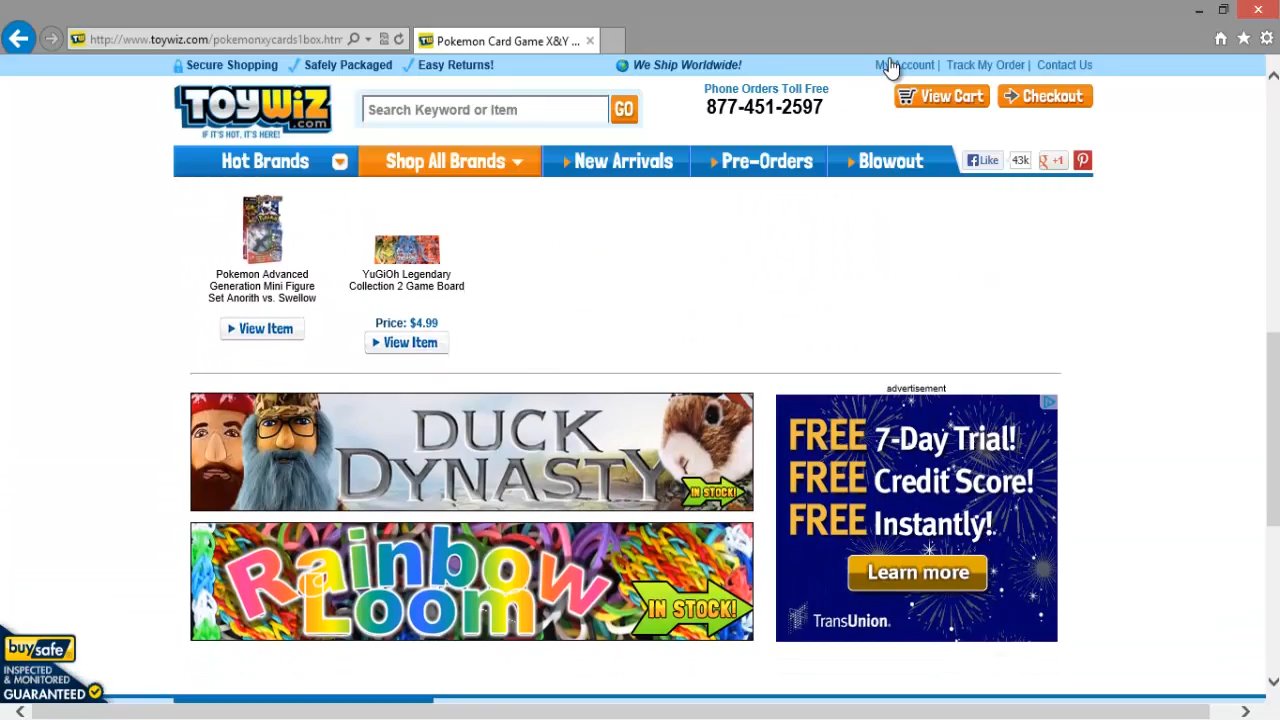 http://www.toywiz.com/pokemonxycards1box.htm
Pokemon Card Game X&Y ...
Secure Shopping
Safely Packaged
Easy Returns!
We Ship Worldwide!
Account |
Track My Order |
Contact Us
TOYWIZ
.com
IF IT'S HOT, IT'S HERE!
Search Keyword or Item
GO
Phone Orders Toll Free
877-451-2597
View Cart
Checkout
Hot Brands
Shop All Brands
New Arrivals
Pre-Orders
Blowout
Like
43k
+1
Pokemon Advanced
Generation Mini Figure
Set Anorith vs. Swellow
View Item
YuGiOh Legendary
Collection 2 Game Board
Price: $4.99
View Item
DUCK
DYNASTY
IN STOCK!
Rainbow
Loom
IN STOCK!
advertisement
FREE 7-Day Trial!
FREE Credit Score!
FREE Instantly!
Learn more
TransUnion.
buysafe
INSPECTED
& MONITORED
GUARANTEED